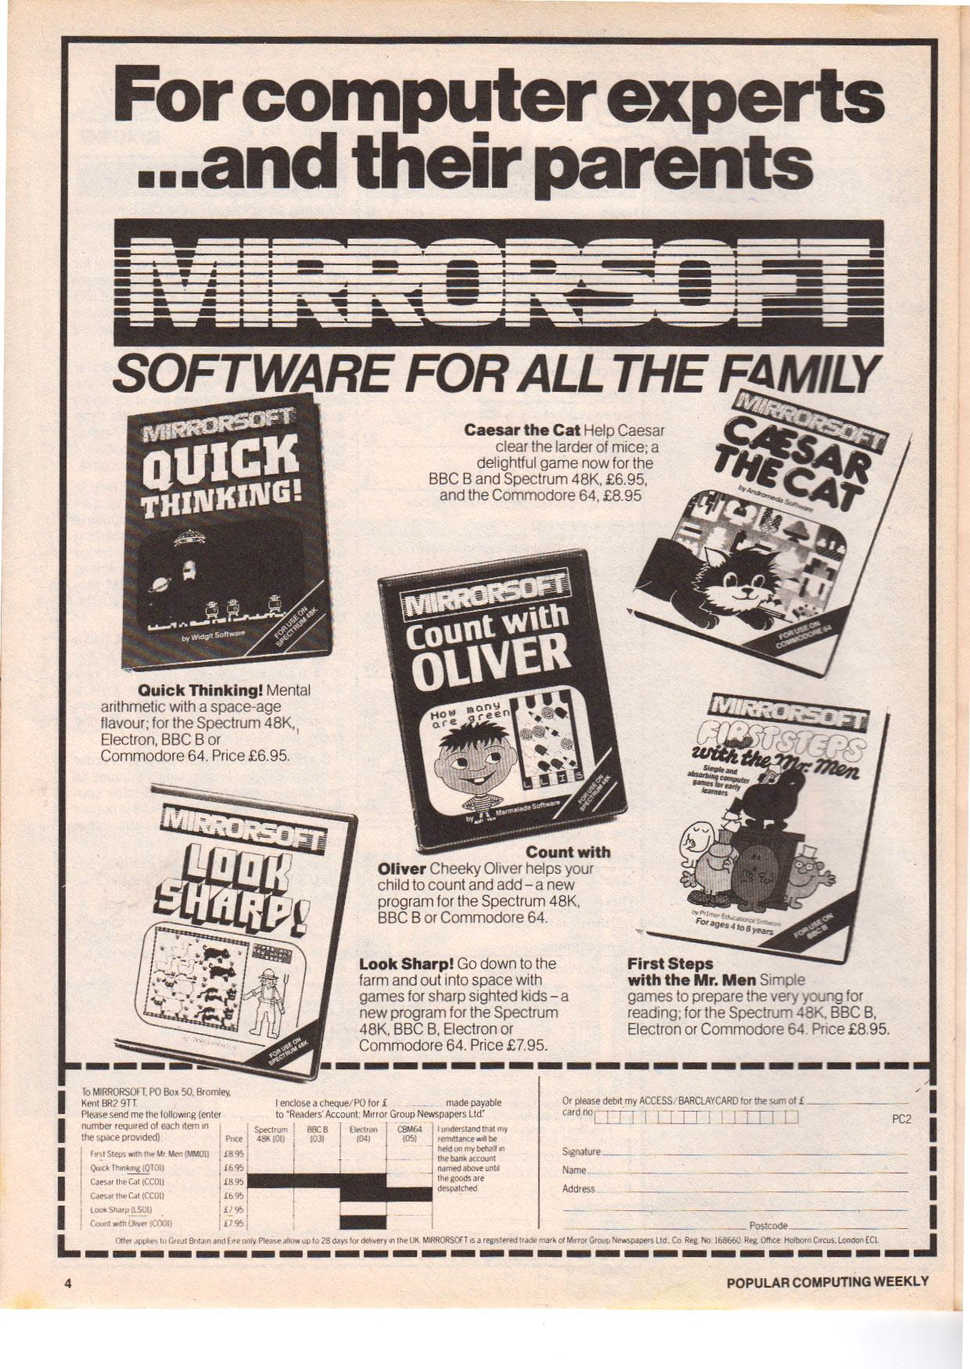 For computer experts
...and their parents
MIRRORSOFT
SOFTWARE FOR ALL THE FAMILY
MIRRORSOFT
QUICK
THINKING!
by Widgit Software
FOR USE ON
SPECTRUM 48K
Caesar the Cat Help Caesar
clear the larder of mice; a
delightful game now for the
BBC B and Spectrum 48K, £6.95,
and the Commodore 64, £8.95
MIRRORSOFT
CÆSAR
THE CAT
by Andromeda Software
FOR USE ON
COMMODORE 64
MIRRORSOFT
Count with
OLIVER
How many
are green
by Marmalade Software
FOR USE ON
SPECTRUM 48K
Quick Thinking! Mental
arithmetic with a space-age
flavour; for the Spectrum 48K,
Electron, BBC B or
Commodore 64. Price £6.95.
MIRRORSOFT
FIRST STEPS
with the Mr. Men
Simple and
absorbing computer
games for early
learners
by Primer Educational Software
For ages 4 to 8 years
FOR USE ON
BBC B
MIRRORSOFT
LOOK
SHARP!
FOR USE ON
SPECTRUM 48K
Count with
Oliver Cheeky Oliver helps your
child to count and add – a new
program for the Spectrum 48K,
BBC B or Commodore 64.
Look Sharp! Go down to the
farm and out into space with
games for sharp sighted kids – a
new program for the Spectrum
48K, BBC B, Electron or
Commodore 64. Price £7.95.
First Steps
with the Mr. Men Simple
games to prepare the very young for
reading; for the Spectrum 48K, BBC B,
Electron or Commodore 64. Price £8.95.
To MIRRORSOFT, PO Box 50, Bromley,
Kent BR2 9TT.
Please send me the following (enter
number required of each item in
the space provided)
I enclose a cheque/PO for £ made payable
to "Readers' Account: Mirror Group Newspapers Ltd"
Price
Spectrum
48K (01)
BBC B
(03)
Electron
(04)
CBM64
(05)
First Steps with the Mr. Men (MM01) £8.95
Quick Thinking (QT01) £6.95
Caesar the Cat (CC01) £8.95
Caesar the Cat (CC01) £6.95
Look Sharp (LS01) £7.95
Count with Oliver (CO01) £7.95
I understand that my
remittance will be
held on my behalf in
the bank account
named above until
the goods are
despatched
Or please debit my ACCESS/BARCLAYCARD for the sum of £
card no
PC2
Signature
Name
Address
Postcode
Offer applies to Great Britain and Eire only. Please allow up to 28 days for delivery in the UK. MIRRORSOFT is a registered trade mark of Mirror Group Newspapers Ltd., Co. Reg. No: 168660. Reg. Office: Holborn Circus, London EC1.
4
POPULAR COMPUTING WEEKLY